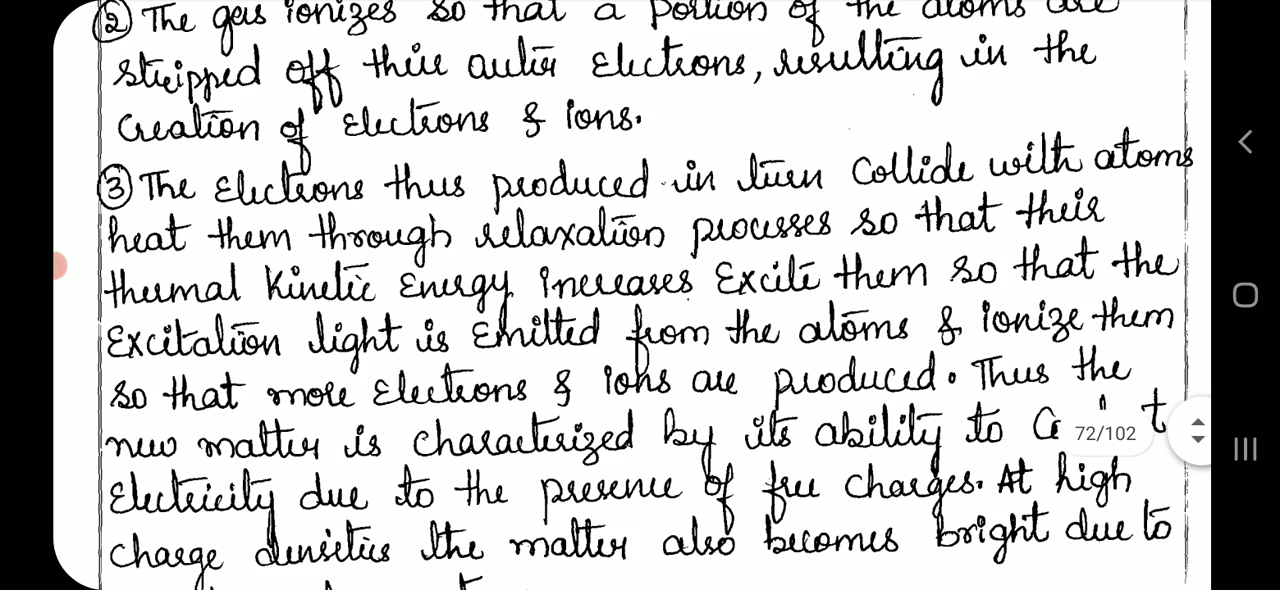 ② The gas ionizes so that a portion of the atoms are
stripped off thire outer electrons, resulting in the
Creation of electrons & ions.
③ The Electrons thus produced in turn Collide with atoms
heat them through relaxation processes so that their
thermal Kinetic Energy increases Excite them so that the
Excitation light is Emitted from the atoms & ionize them
so that more Electrons & ions are produced. Thus the
new matter is characterized by its ability to
72/102
Electricity due to the presence of free charges. At high
charge densities the matter also becomes bright due to